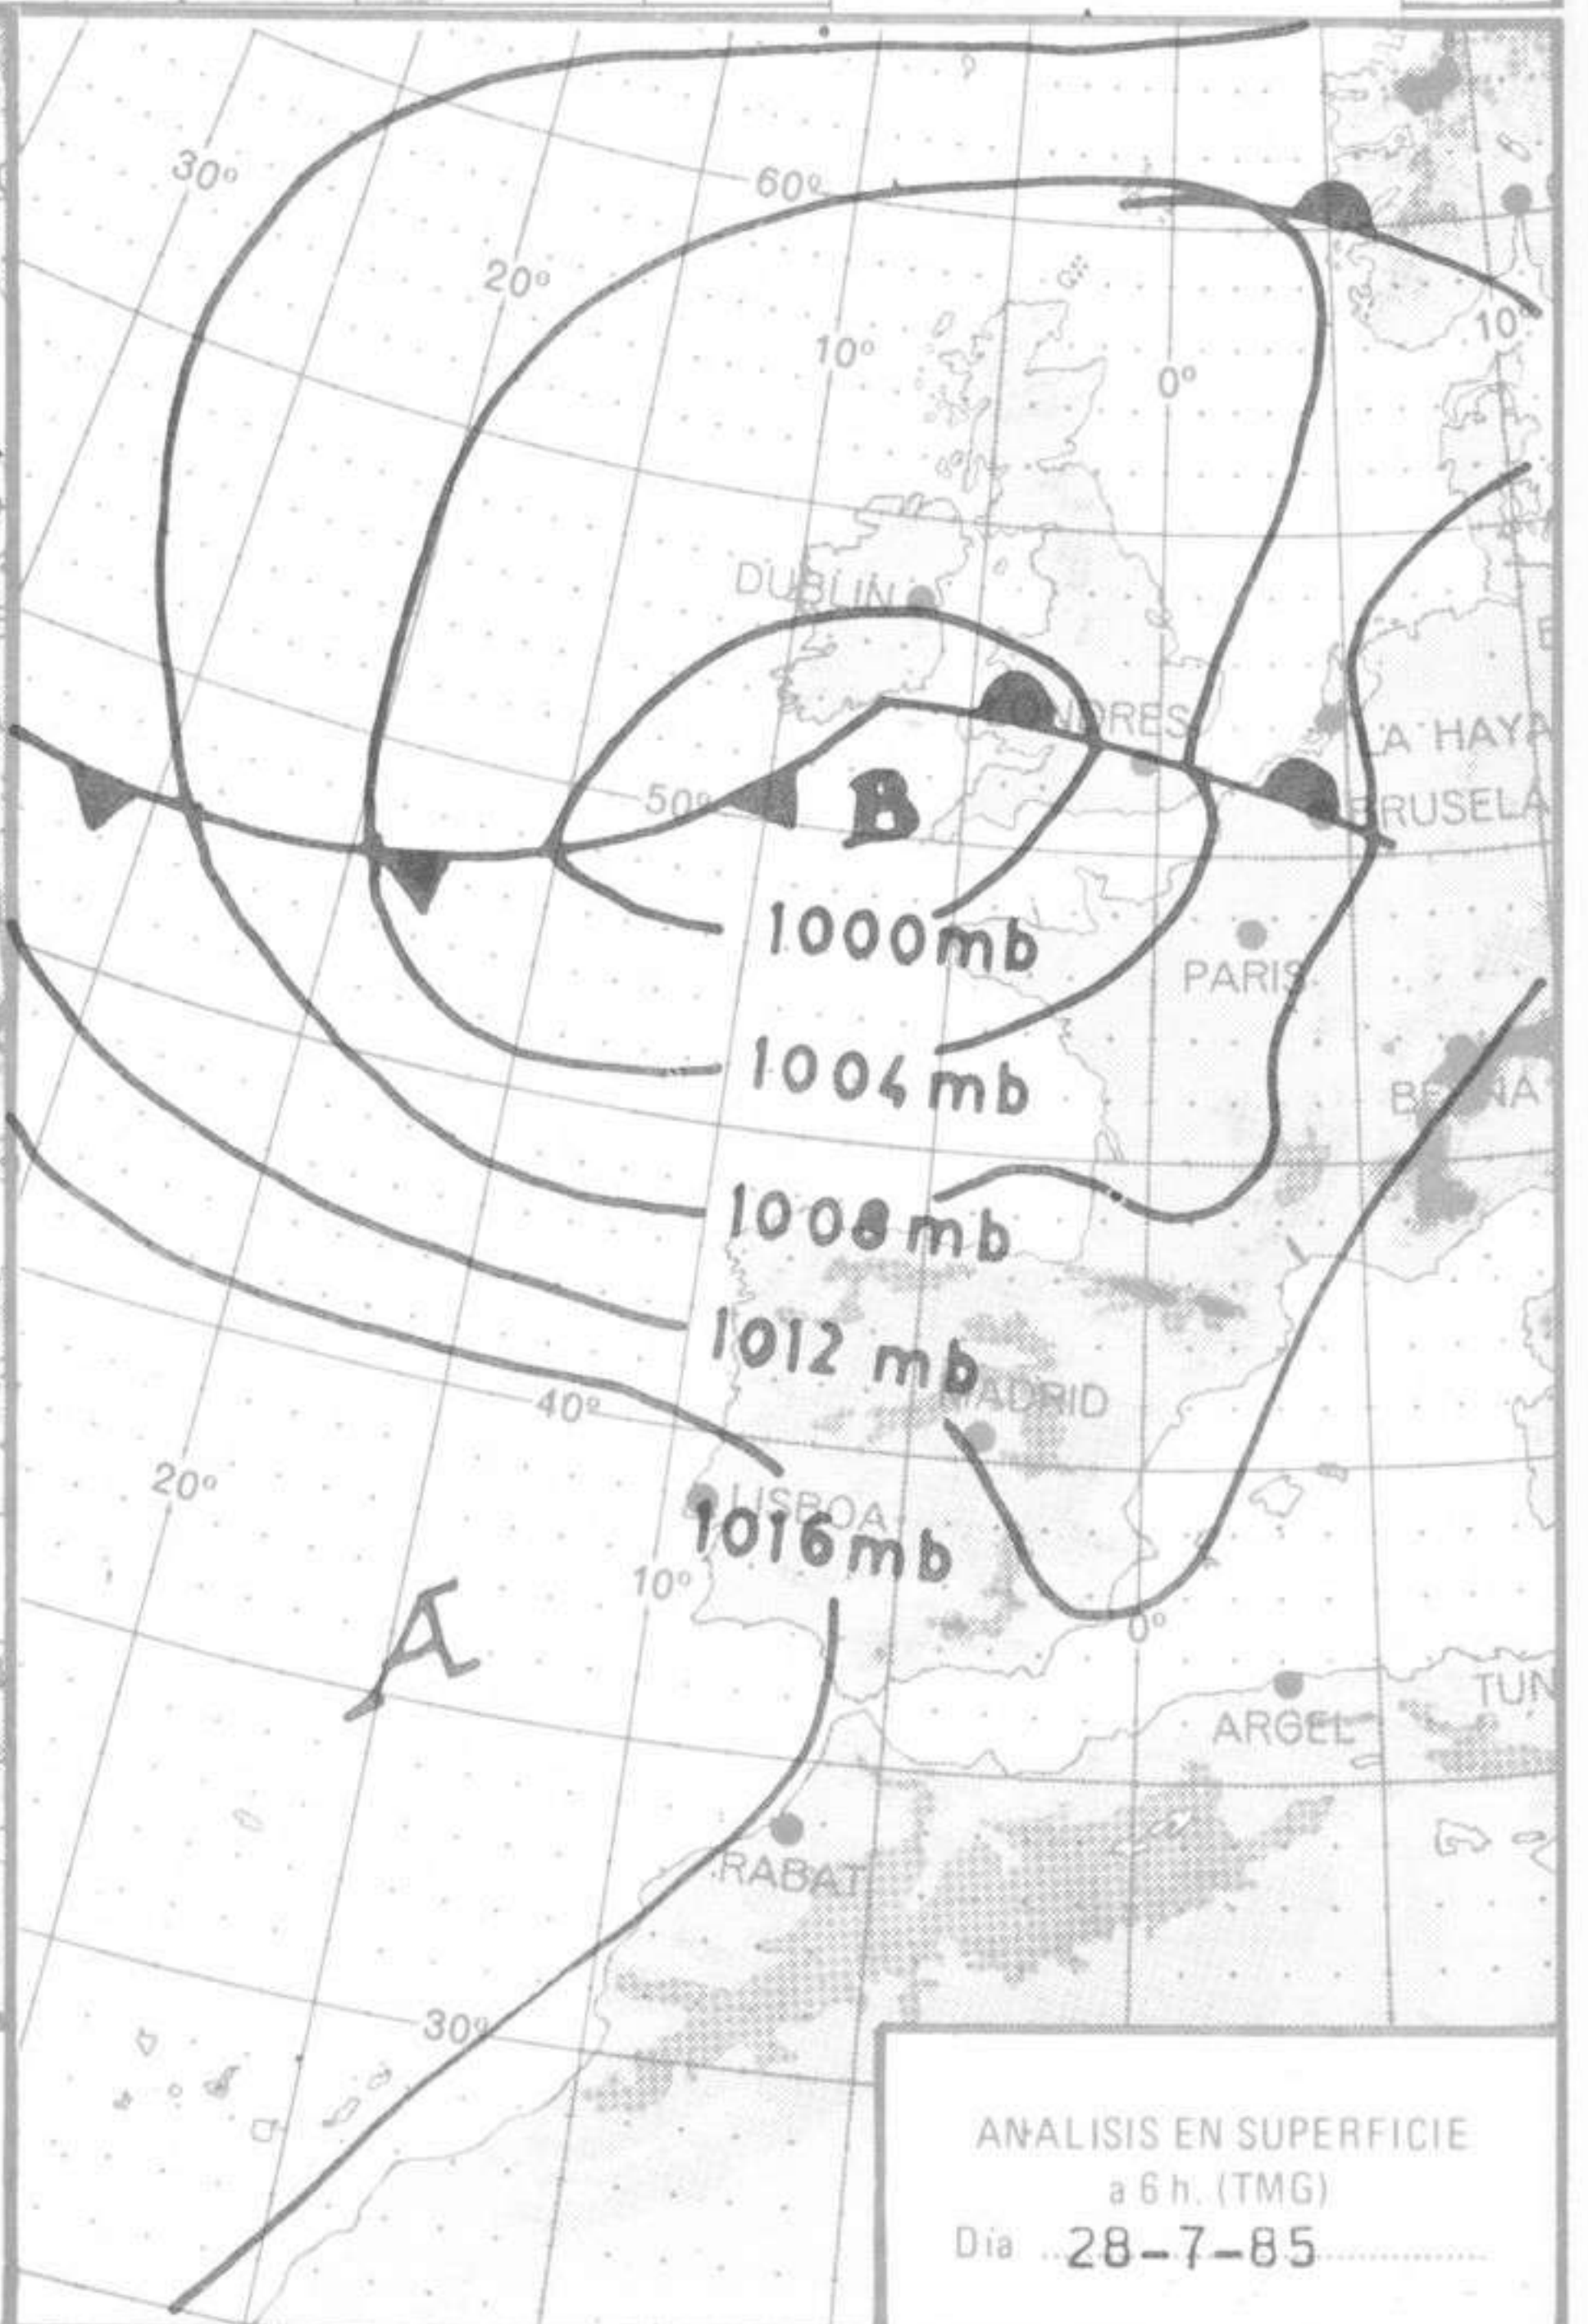 30º
60º
20º
10º
10º
0º
DUBLIN
LONDRES
LA HAYA
50º
B
BRUSELA
1000mb
PARIS
1004mb
BERNA
1008mb
1012 mb
MADRID
40º
20º
LISBOA
1016mb
10º
A
0º
TUN
ARGEL
RABAT
30º
ANALISIS EN SUPERFICIE
a 6 h. (TMG)
Día 28-7-85